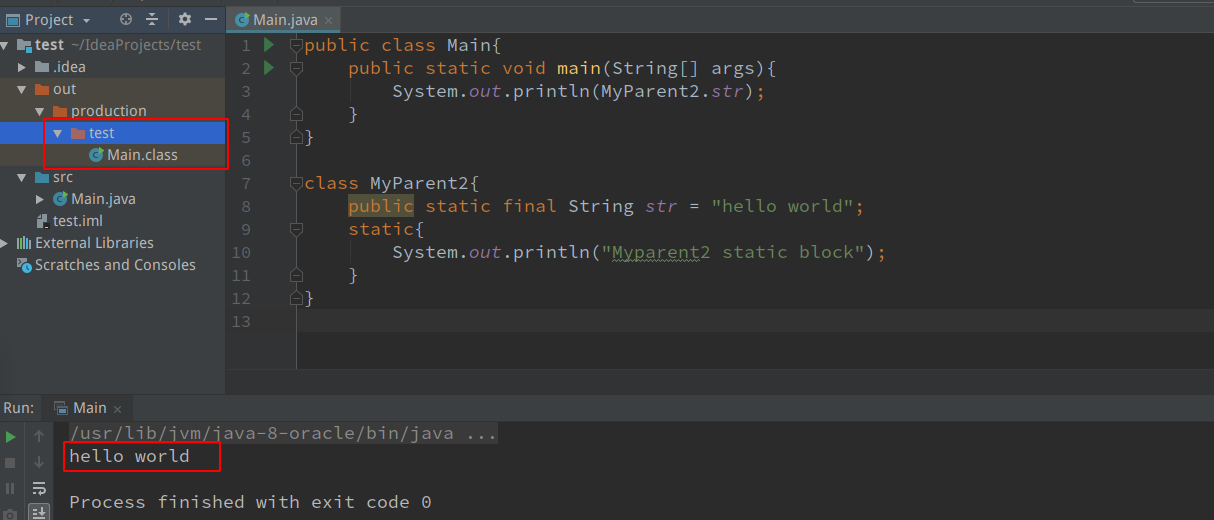 Project
Main.java
test ~/IdeaProjects/test
.idea
out
production
test
Main.class
src
Main.java
test.iml
External Libraries
Scratches and Consoles
1 public class Main{
2 public static void main(String[] args){
3 System.out.println(MyParent2.str);
4 }
5 }
6
7 class MyParent2{
8 public static final String str = "hello world";
9 static{
10 System.out.println("Myparent2 static block");
11 }
12 }
13
Run: Main
/usr/lib/jvm/java-8-oracle/bin/java ...
hello world
Process finished with exit code 0